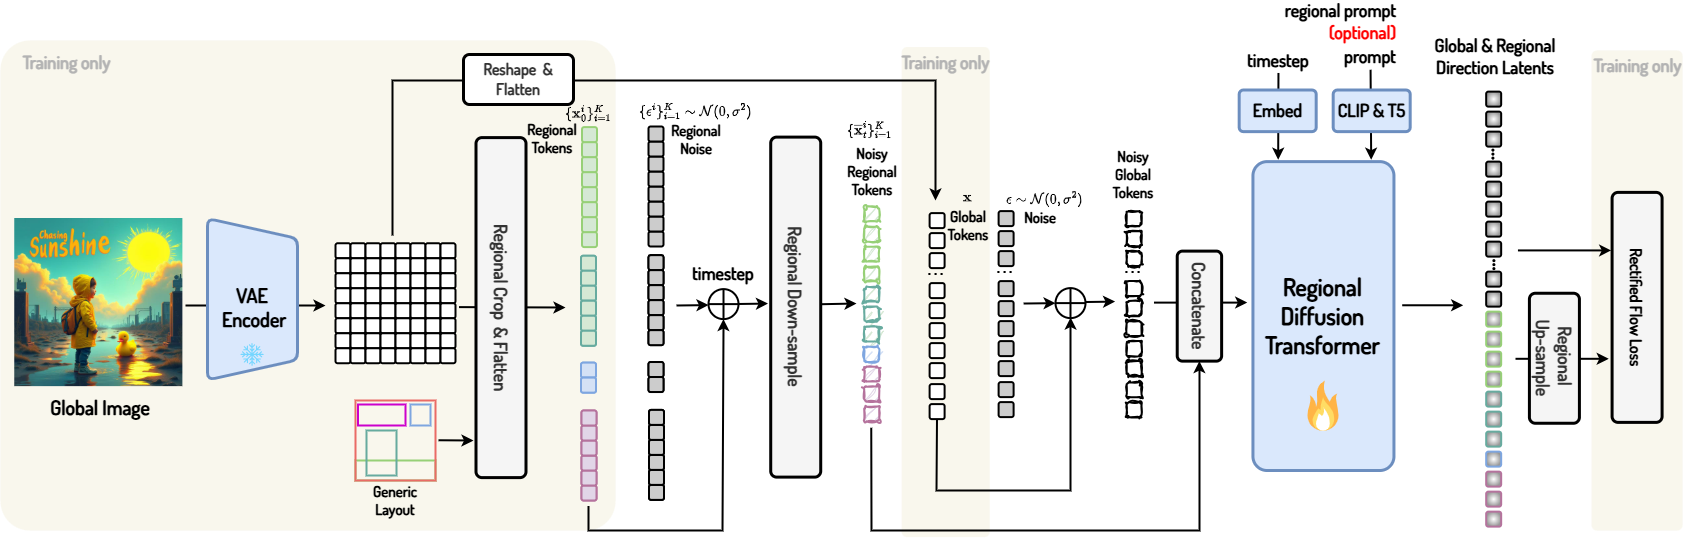 Training only
Chasing
Sunshine
Global Image
VAE
Encoder
Reshape &
Flatten
Generic
Layout
Regional Crop & Flatten
$\{\mathbf{x}_0^i\}_{i=1}^K$
Regional
Tokens
$\{\epsilon^i\}_{i-1}^K \sim \mathcal{N}(0, \sigma^2)$
Regional
Noise
timestep
Regional Down-sample
$\{\overline{\mathbf{x}}_t^i\}_{i-1}^K$
Noisy
Regional
Tokens
Training only
$\mathbf{x}$
Global
Tokens
$\epsilon \sim \mathcal{N}(0, \sigma^2)$
Noise
Noisy
Global
Tokens
Concatenate
regional prompt
(optional)
timestep
prompt
Embed
CLIP & T5
Regional
Diffusion
Transformer
Global & Regional
Direction Latents
Regional
Up-sample
Training only
Rectified Flow Loss